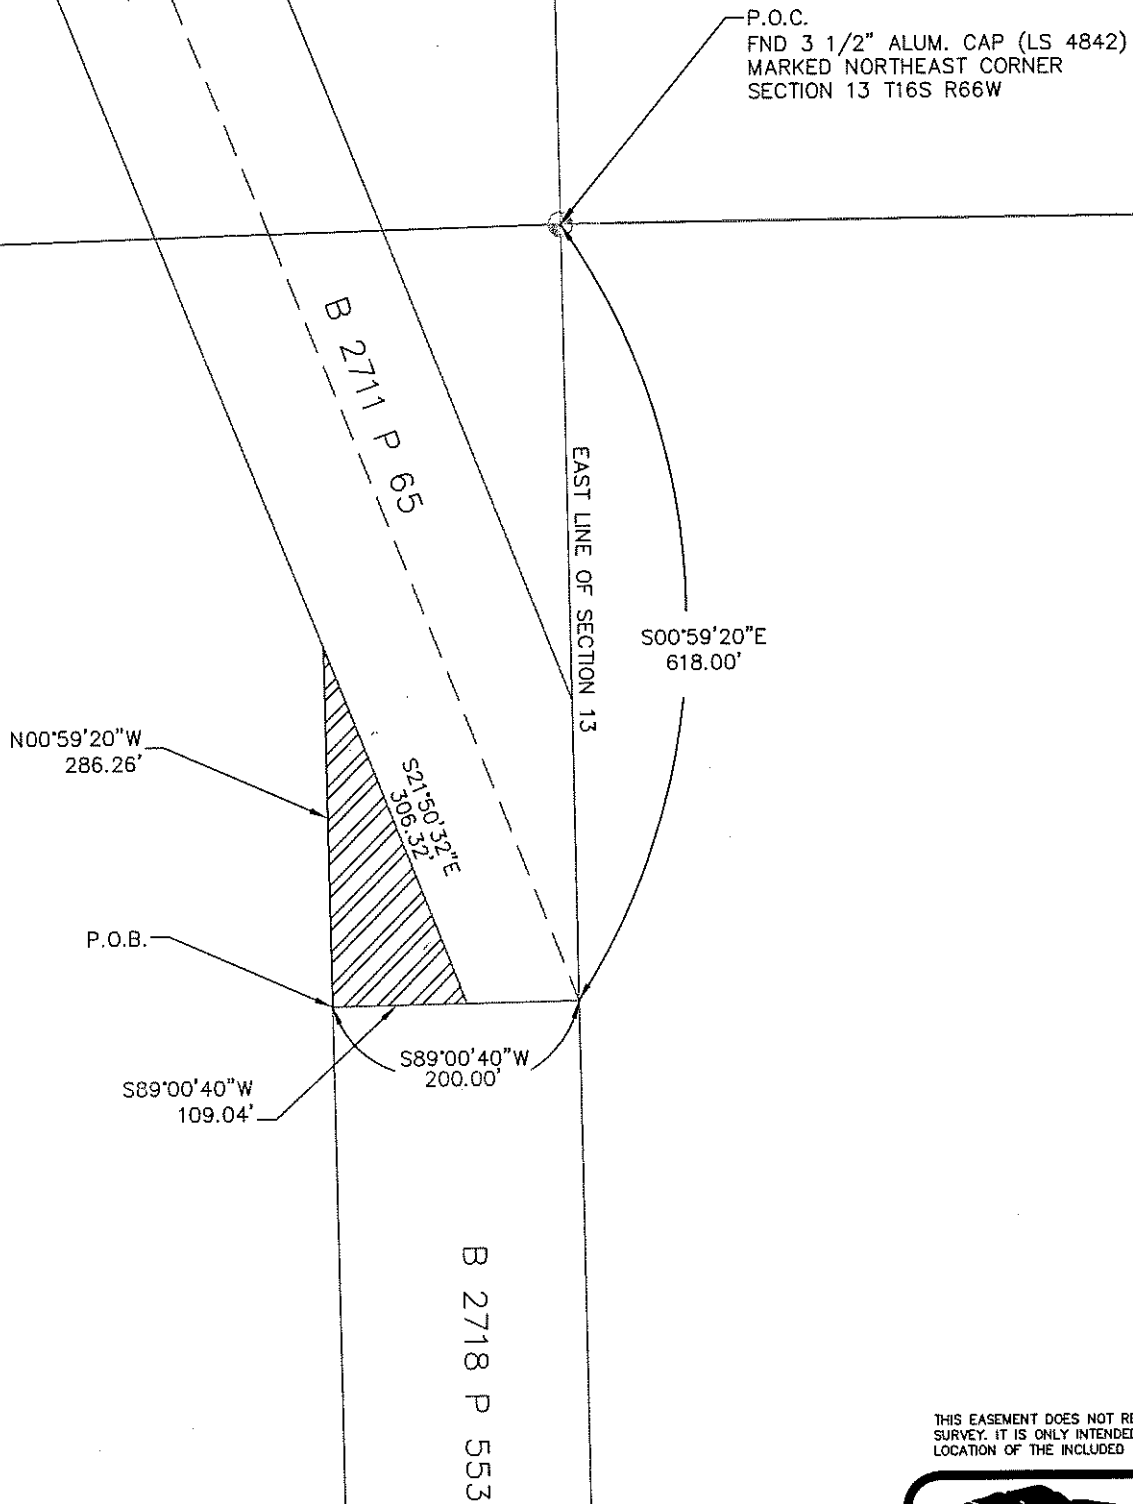 P.O.C.
FND 3 1/2" ALUM. CAP (LS 4842)
MARKED NORTHEAST CORNER
SECTION 13 T16S R66W
B 2711 P 65
EAST LINE OF SECTION 13
S00°59'20"E
618.00'
N00°59'20"W
286.26'
S21°50'32"E
306.32'
P.O.B.
S89°00'40"W
200.00'
S89°00'40"W
109.04'
B 2718 P 553
THIS EASEMENT DOES NOT
SURVEY. IT IS ONLY INTENDED
LOCATION OF THE INCLUDED